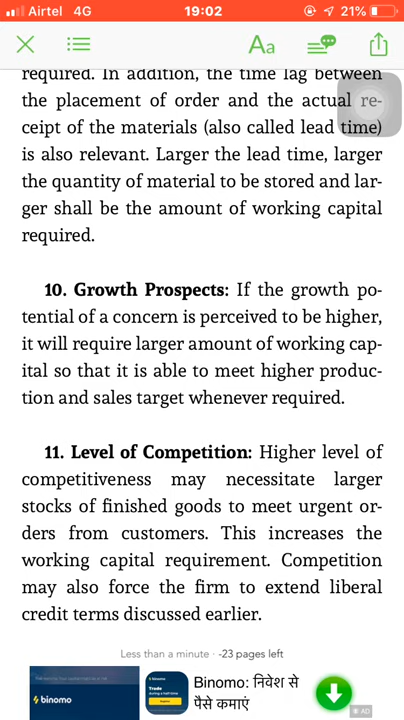 Airtel 4G 19:02 21%
Aa
required. In addition, the time lag between
the placement of order and the actual re-
ceipt of the materials (also called lead time)
is also relevant. Larger the lead time, larger
the quantity of material to be stored and lar-
ger shall be the amount of working capital
required.
10. Growth Prospects: If the growth po-
tential of a concern is perceived to be higher,
it will require larger amount of working cap-
ital so that it is able to meet higher produc-
tion and sales target whenever required.
11. Level of Competition: Higher level of
competitiveness may necessitate larger
stocks of finished goods to meet urgent or-
ders from customers. This increases the
working capital requirement. Competition
may also force the firm to extend liberal
credit terms discussed earlier.
Less than a minute · -23 pages left
binomo
Trade
Binomo: निवेश से
पैसे कमाएं
AD